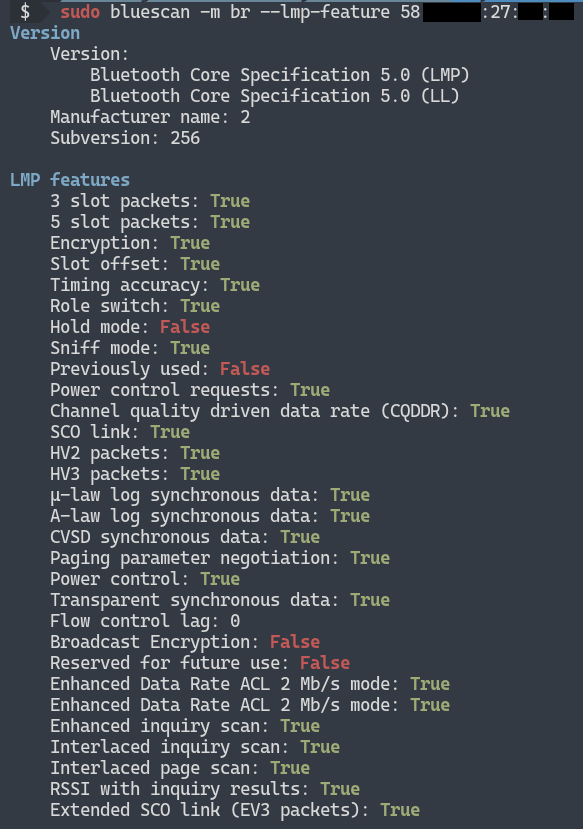 $ sudo bluescan -m br --lmp-feature 58 :27: :
Version
Version:
Bluetooth Core Specification 5.0 (LMP)
Bluetooth Core Specification 5.0 (LL)
Manufacturer name: 2
Subversion: 256
LMP features
3 slot packets: True
5 slot packets: True
Encryption: True
Slot offset: True
Timing accuracy: True
Role switch: True
Hold mode: False
Sniff mode: True
Previously used: False
Power control requests: True
Channel quality driven data rate (CQDDR): True
SCO link: True
HV2 packets: True
HV3 packets: True
μ-law log synchronous data: True
A-law log synchronous data: True
CVSD synchronous data: True
Paging parameter negotiation: True
Power control: True
Transparent synchronous data: True
Flow control lag: 0
Broadcast Encryption: False
Reserved for future use: False
Enhanced Data Rate ACL 2 Mb/s mode: True
Enhanced Data Rate ACL 2 Mb/s mode: True
Enhanced inquiry scan: True
Interlaced inquiry scan: True
Interlaced page scan: True
RSSI with inquiry results: True
Extended SCO link (EV3 packets): True